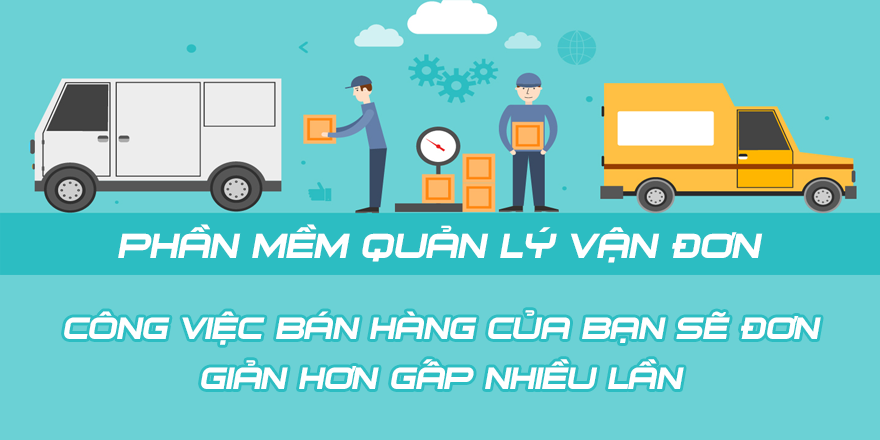 PHẦN MỀM QUẢN LÝ VẬN ĐƠN
CÔNG VIỆC BÁN HÀNG CỦA BẠN SẼ ĐƠN
GIẢN HƠN GẤP NHIỀU LẦN